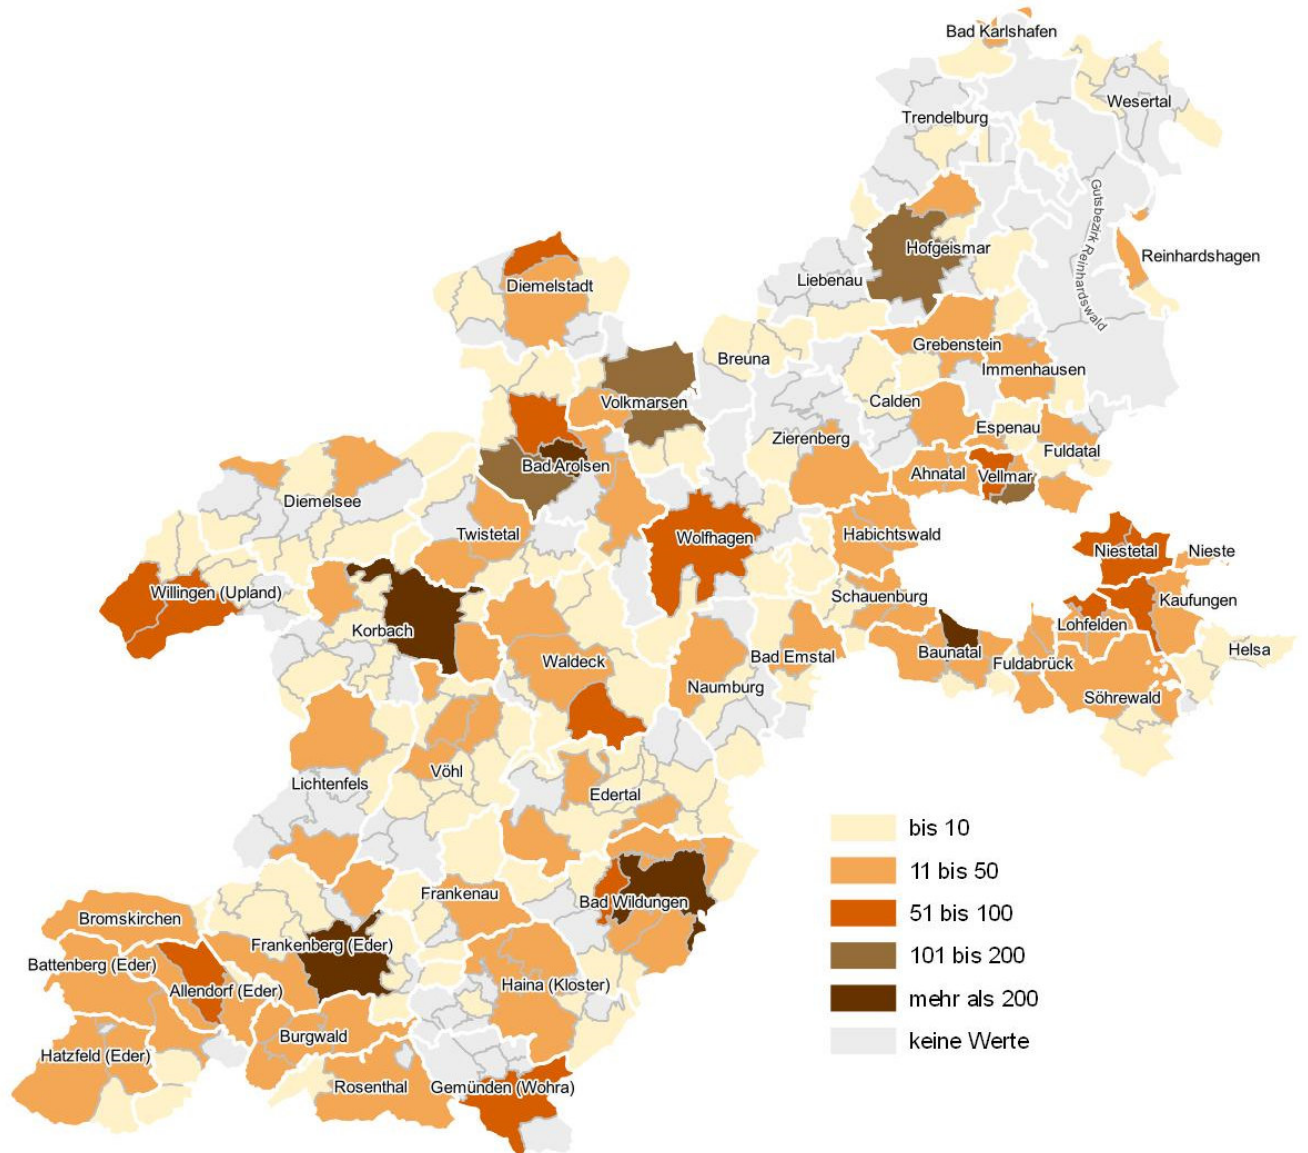 Bad Karlshafen
Wesertal
Trendelburg
Gutsbezirk Reinhardswald
Hofgeismar
Reinhardshagen
Liebenau
Diemelstadt
Grebenstein
Breuna
Immenhausen
Volkmarsen
Calden
Espenau
Zierenberg
Fuldatal
Bad Arolsen
Ahnatal
Vellmar
Diemelsee
Twistetal
Habichtswald
Wolfhagen
Niestetal
Nieste
Willingen (Upland)
Schauenburg
Kaufungen
Korbach
Lohfelden
Helsa
Baunatal
Bad Emstal
Waldeck
Fuldabrück
Naumburg
Söhrewald
Vöhl
Lichtenfels
Edertal
bis 10
11 bis 50
Frankenau
Bad Wildungen
51 bis 100
Bromskirchen
Frankenberg (Eder)
101 bis 200
Battenberg (Eder)
Allendorf (Eder)
Haina (Kloster)
mehr als 200
Burgwald
keine Werte
Hatzfeld (Eder)
Rosenthal
Gemünden (Wohra)